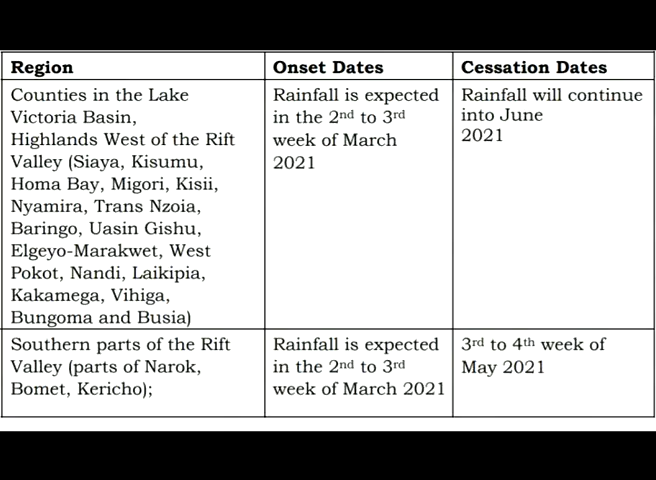 Region
Onset Dates
Cessation Dates
Counties in the Lake
Victoria Basin,
Highlands West of the Rift
Valley (Siaya, Kisumu,
Homa Bay, Migori, Kisii,
Nyamira, Trans Nzoia,
Baringo, Uasin Gishu,
Elgeyo-Marakwet, West
Pokot, Nandi, Laikipia,
Kakamega, Vihiga,
Bungoma and Busia)
Rainfall is expected
in the 2nd to 3rd
week of March
2021
Rainfall will continue
into June
2021
Southern parts of the Rift
Valley (parts of Narok,
Bomet, Kericho);
Rainfall is expected
in the 2nd to 3rd
week of March 2021
3rd to 4th week of
May 2021